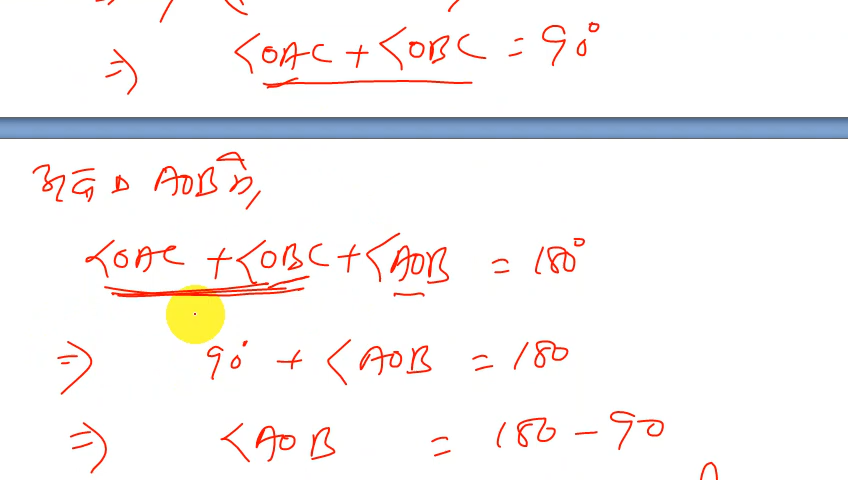 ⇒ <OAC + <OBC = 90°
अब △ AOB में,
<OAC + <OBC + <AOB = 180°
⇒ 90° + <AOB = 180
⇒ <AOB = 180 - 90